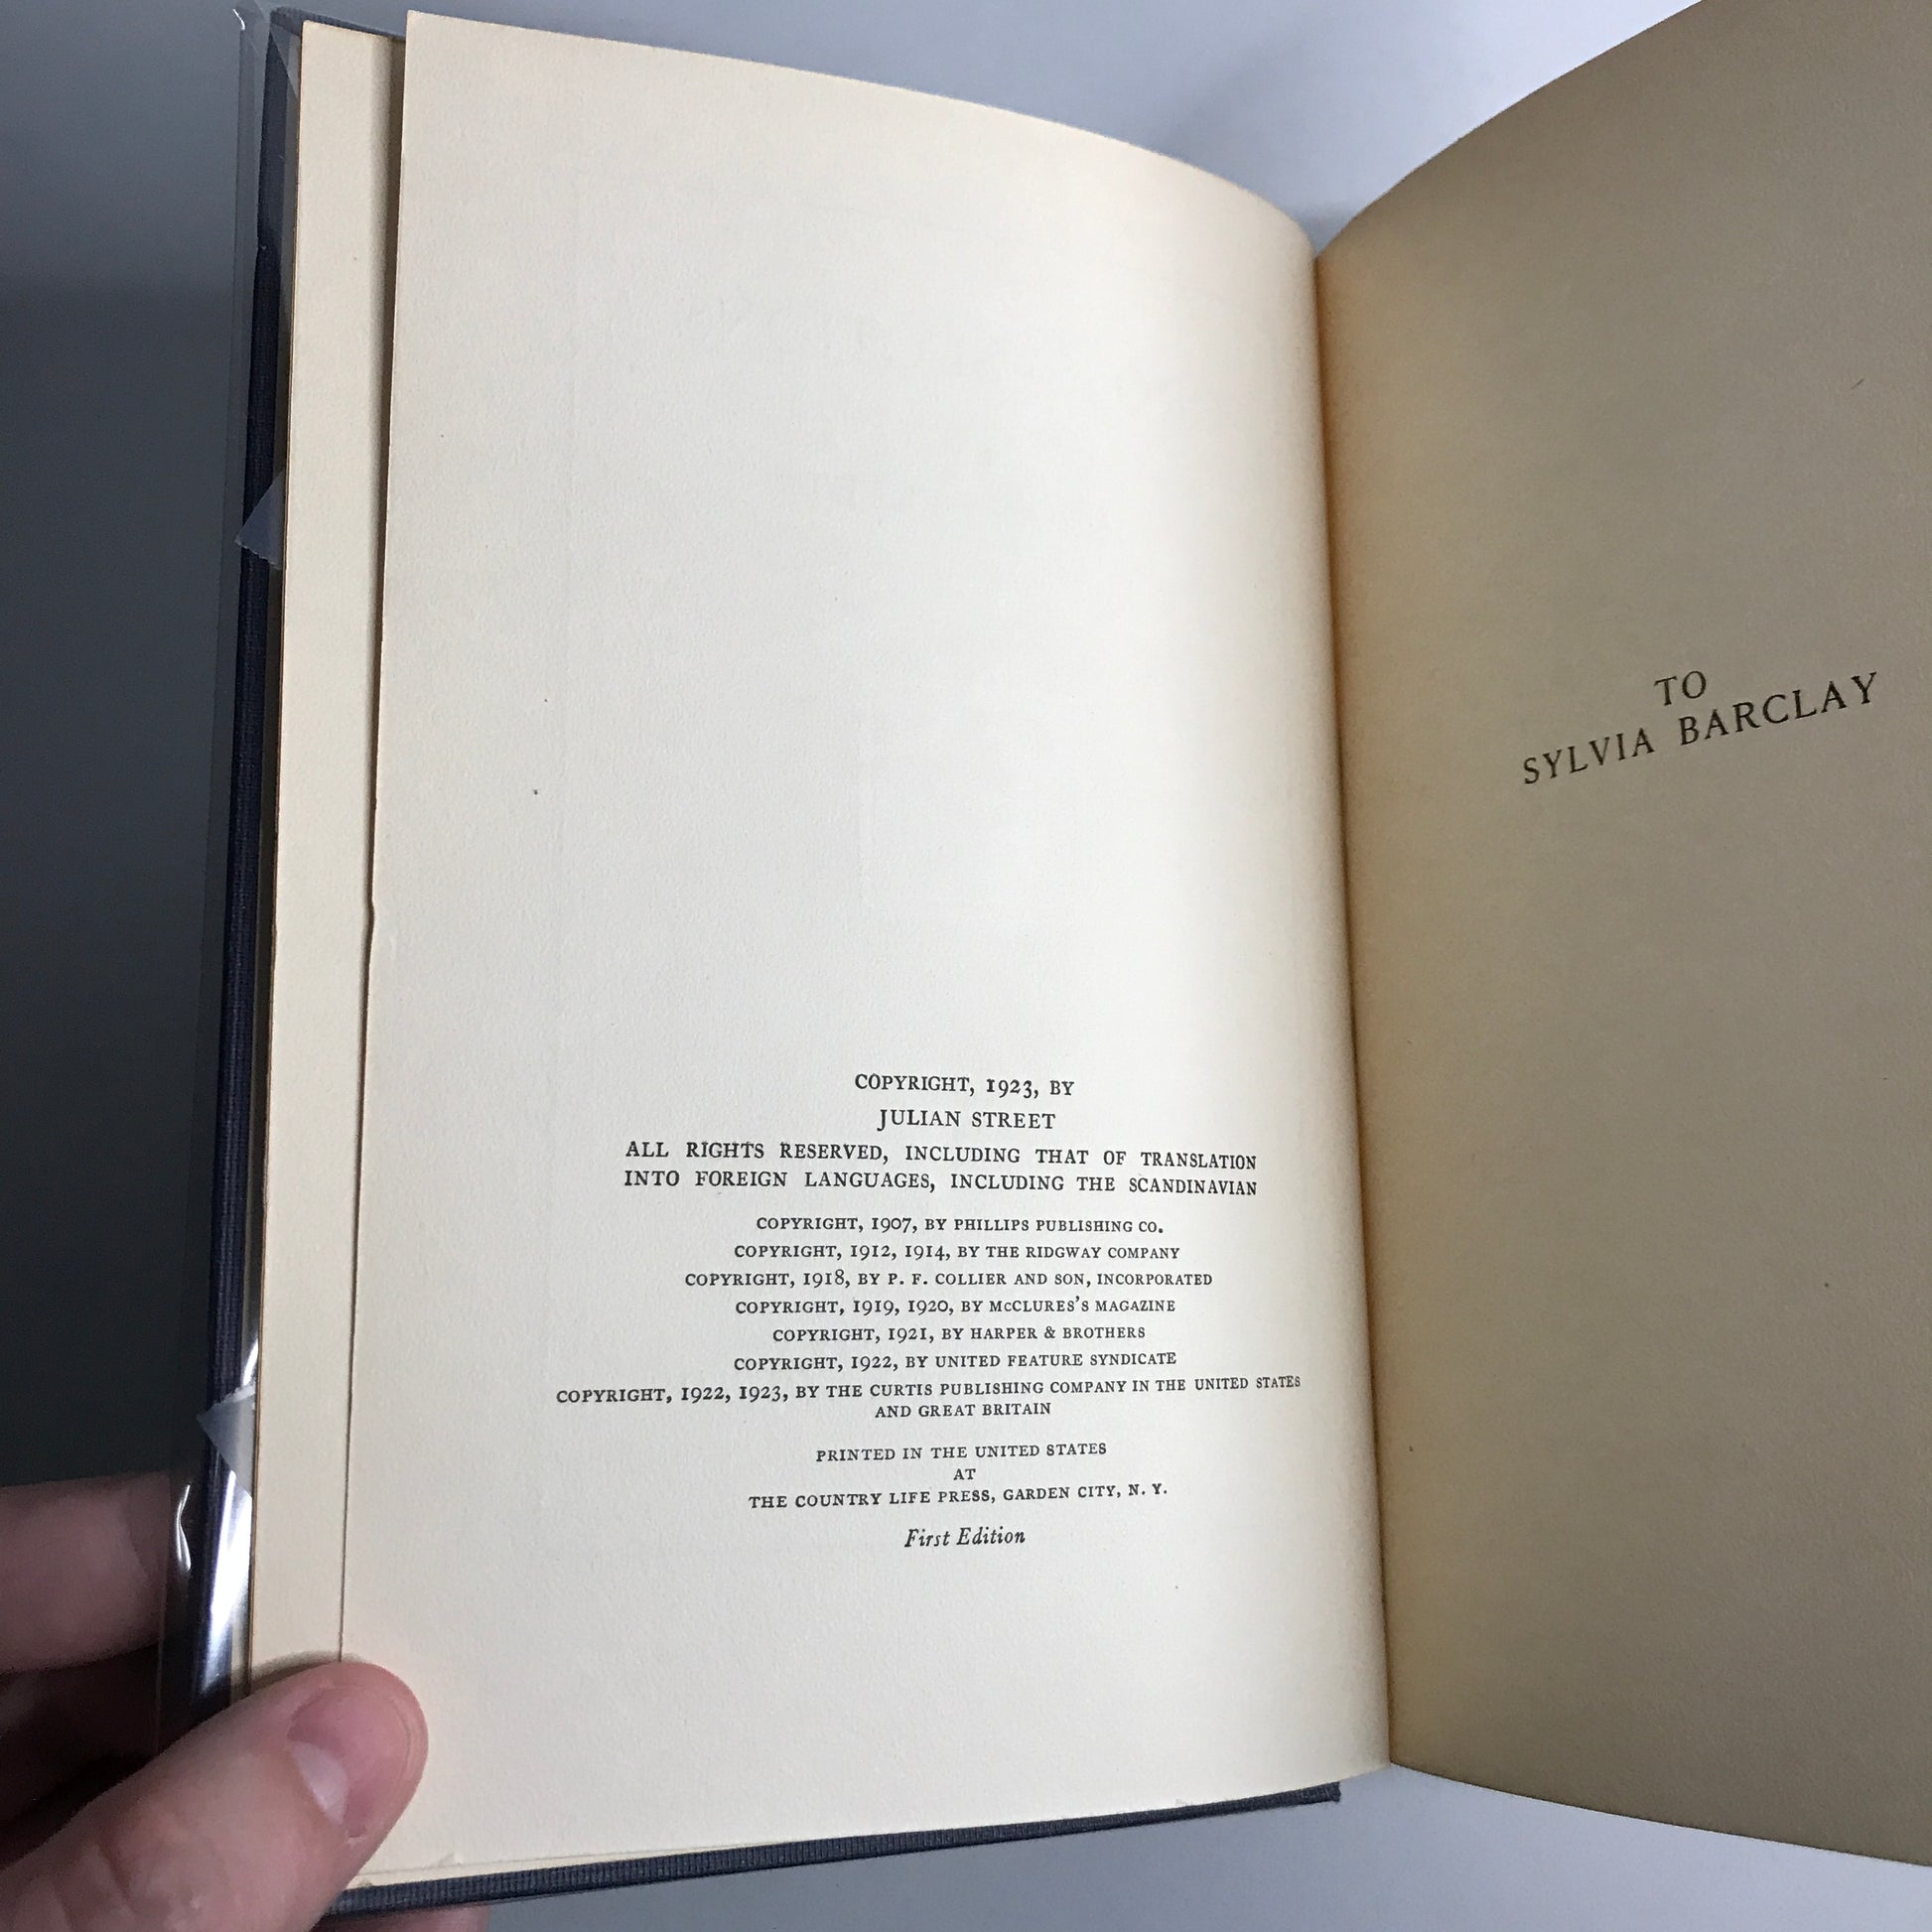 COPYRIGHT, 1923, BY
JULIAN STREET
ALL RIGHTS RESERVED, INCLUDING THAT OF TRANSLATION
INTO FOREIGN LANGUAGES, INCLUDING THE SCANDINAVIAN
COPYRIGHT, 1907, BY PHILLIPS PUBLISHING CO.
COPYRIGHT, 1912, 1914, BY THE RIDGWAY COMPANY
COPYRIGHT, 1918, BY P. F. COLLIER AND SON, INCORPORATED
COPYRIGHT, 1919, 1920, BY McCLURES'S MAGAZINE
COPYRIGHT, 1921, BY HARPER & BROTHERS
COPYRIGHT, 1922, BY UNITED FEATURE SYNDICATE
COPYRIGHT, 1922, 1923, BY THE CURTIS PUBLISHING COMPANY IN THE UNITED STATES
AND GREAT BRITAIN
PRINTED IN THE UNITED STATES
AT
THE COUNTRY LIFE PRESS, GARDEN CITY, N. Y.
First Edition
TO
SYLVIA BARCLAY